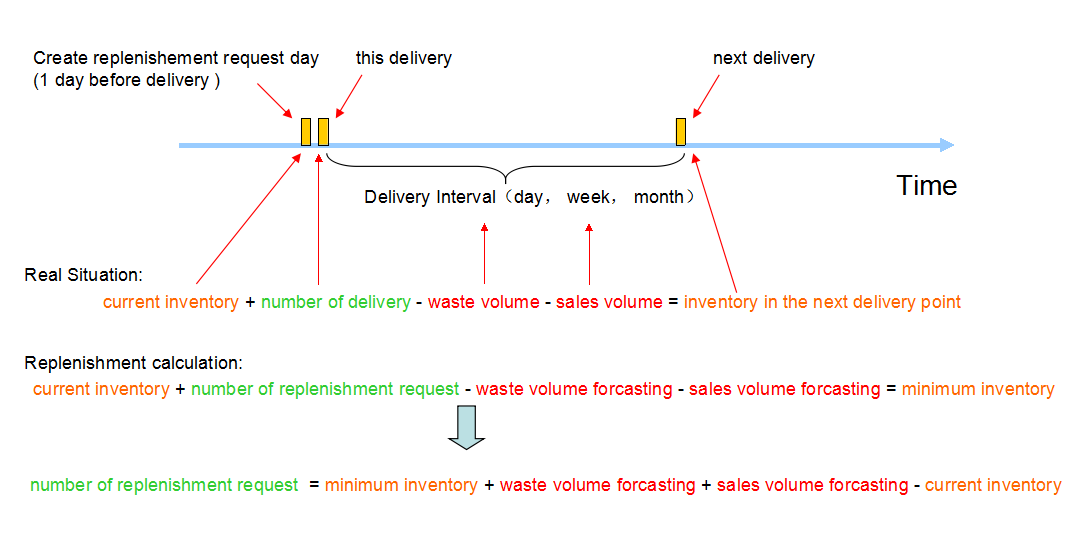 Create replenishement request day
(1 day before delivery )
this delivery
next delivery
Time
Delivery Interval（day， week， month）
Real Situation:
current inventory + number of delivery - waste volume - sales volume = inventory in the next delivery point
Replenishment calculation:
current inventory + number of replenishment request - waste volume forcasting - sales volume forcasting = minimum inventory
number of replenishment request = minimum inventory + waste volume forcasting + sales volume forcasting - current inventory